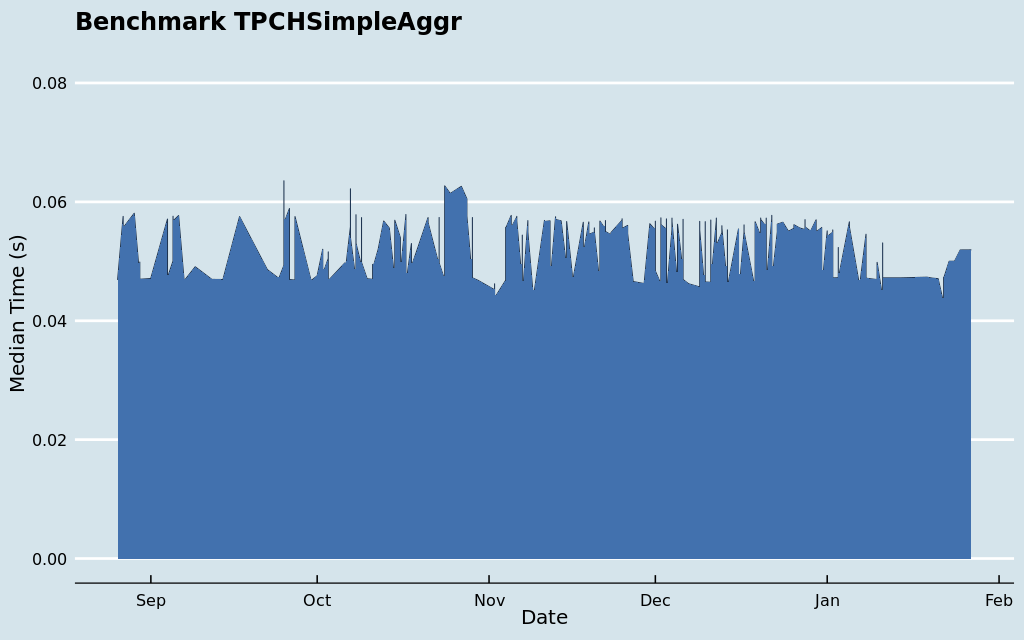 Benchmark TPCHSimpleAggr
Median Time (s)
0.08
0.06
0.04
0.02
0.00
Sep Oct Nov Dec Jan Feb
Date